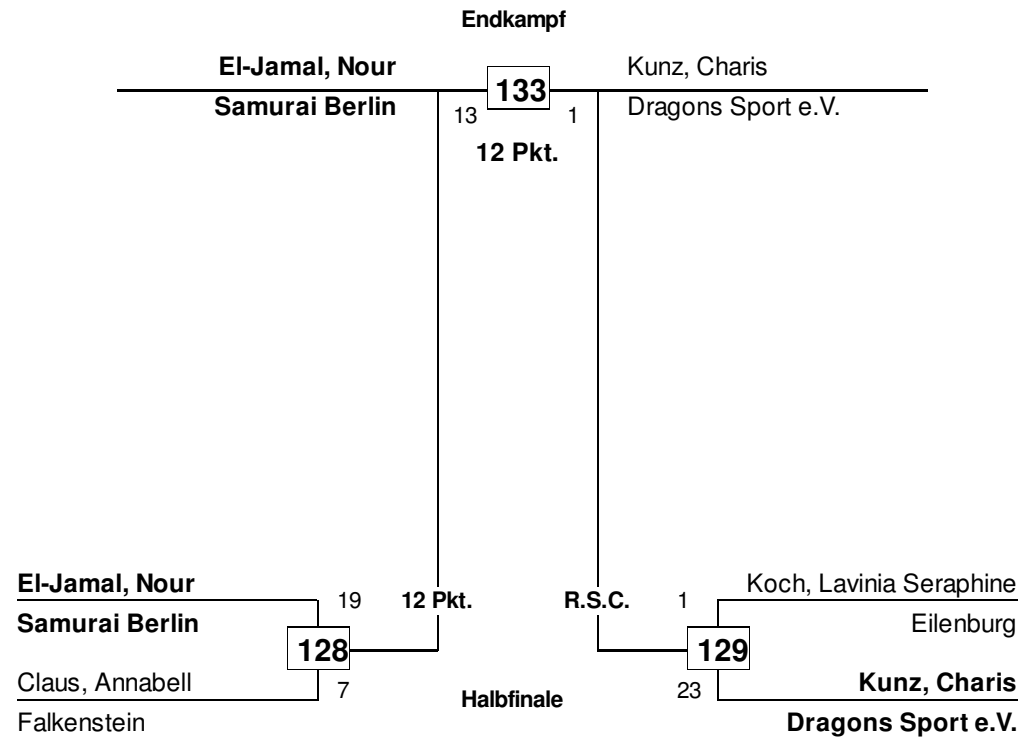 Endkampf
El-Jamal, Nour
Samurai Berlin
133
Kunz, Charis
Dragons Sport e.V.
13 1
12 Pkt.
El-Jamal, Nour
Samurai Berlin
19 12 Pkt.
128
Claus, Annabell
Falkenstein
7
Halbfinale
R.S.C. 1
Koch, Lavinia Seraphine
Eilenburg
129
23
Kunz, Charis
Dragons Sport e.V.